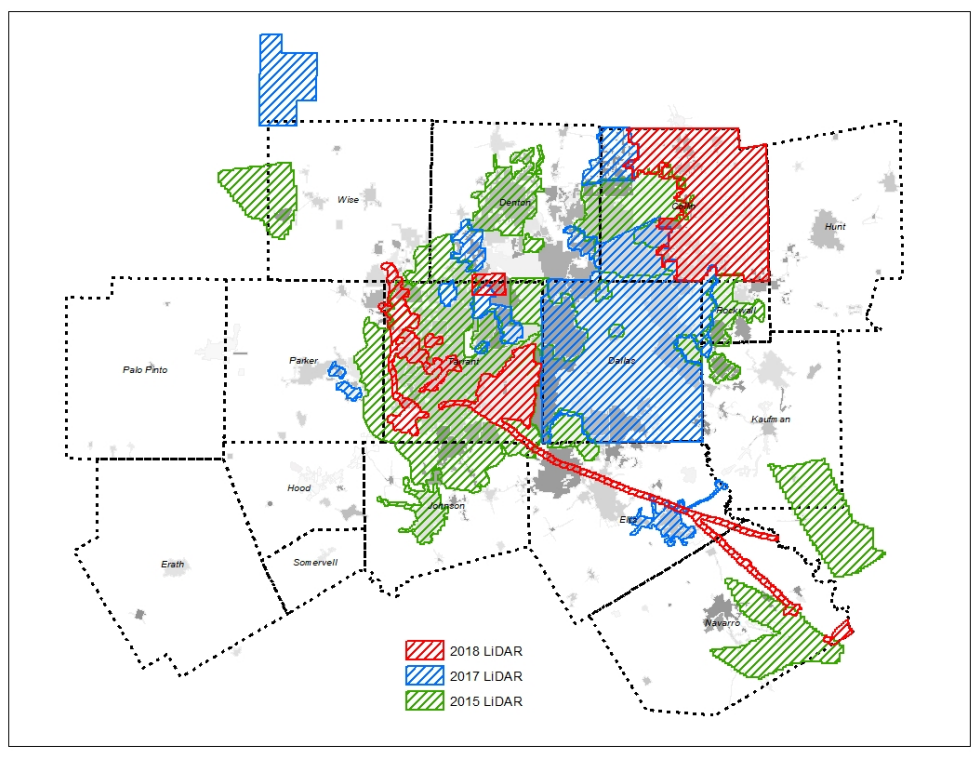 Wise
Denton
Collin
Hunt
Rockwall
Palo Pinto
Parker
Tarrant
Dallas
Kaufman
Hood
Johnson
Ellis
Erath
Somervell
Navarro
2018 LiDAR
2017 LiDAR
2015 LiDAR